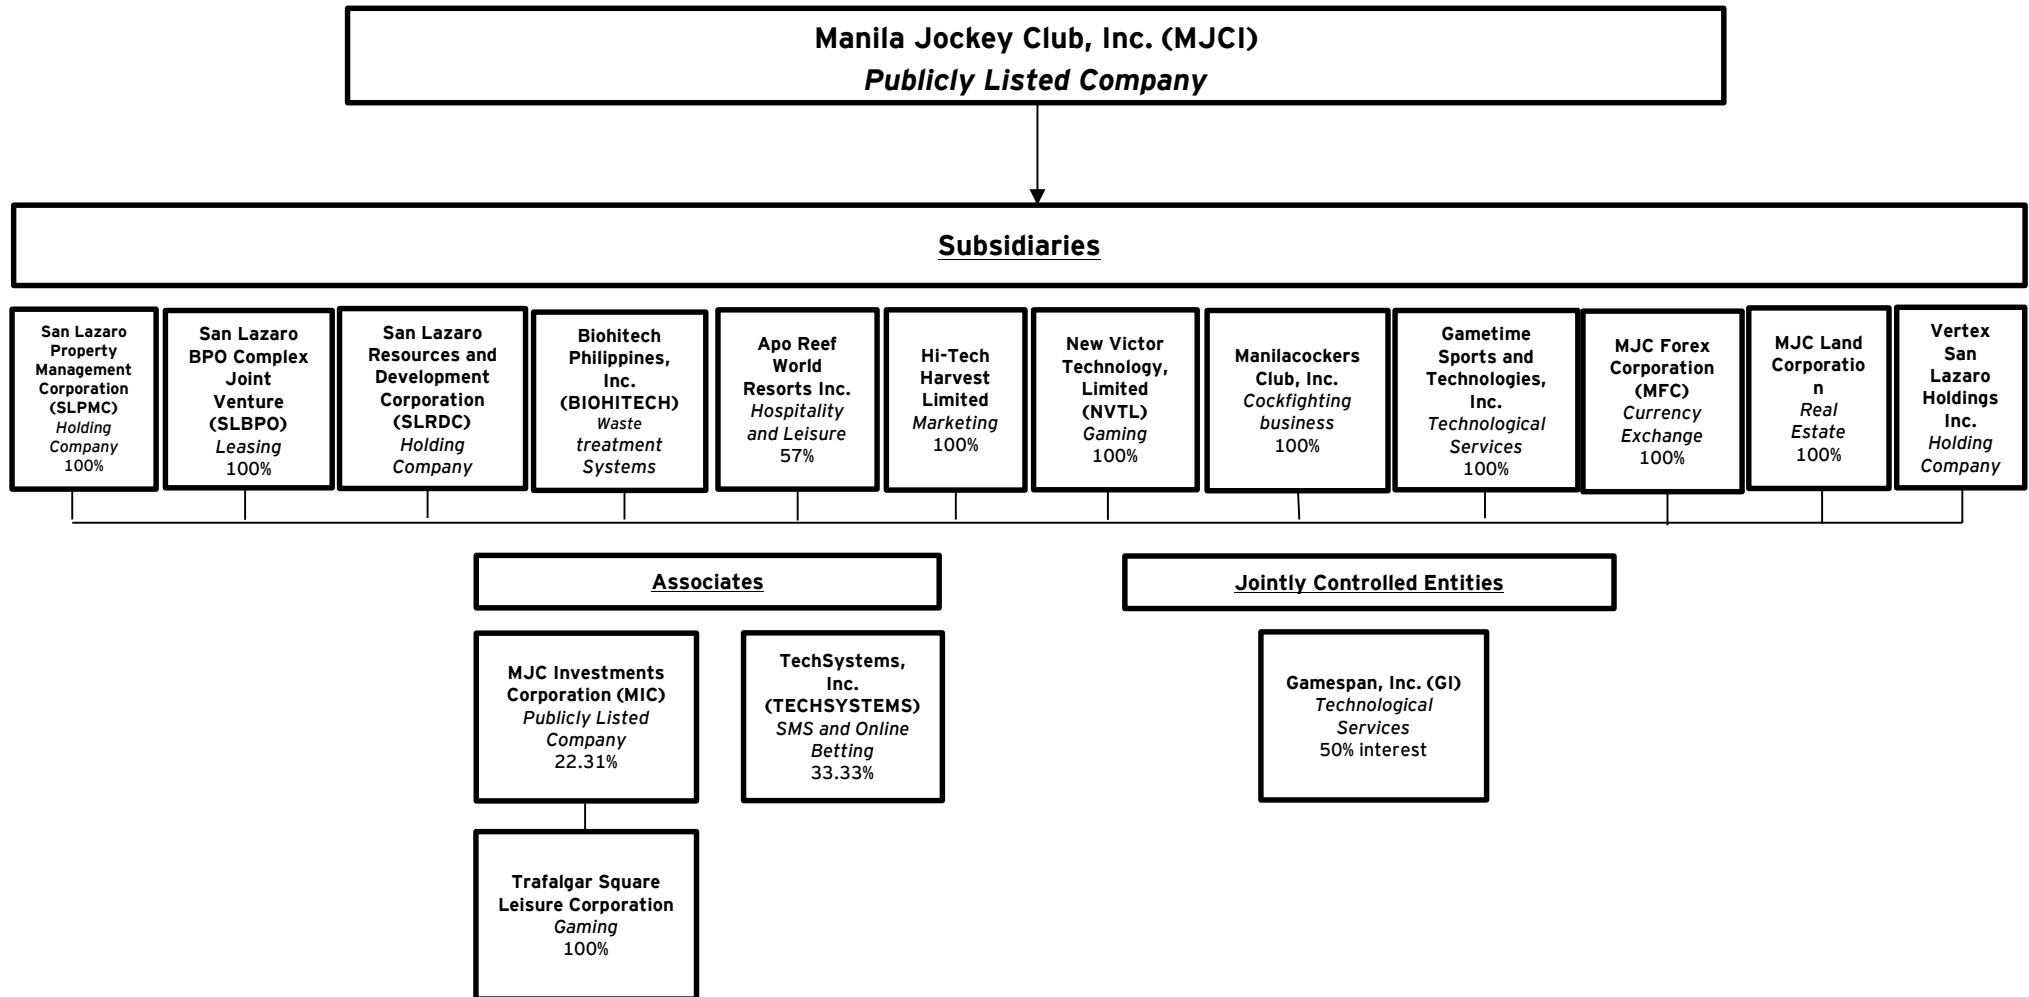 Manila Jockey Club, Inc. (MJCI)
Publicly Listed Company
Subsidiaries
San Lazaro
Property
Management
Corporation
(SLPMC)
Holding
Company
100%
San Lazaro
BPO Complex
Joint
Venture
(SLBPO)
Leasing
100%
San Lazaro
Resources and
Development
Corporation
(SLRDC)
Holding
Company
Biohitech
Philippines,
Inc.
(BIOHITECH)
Waste
treatment
Systems
Apo Reef
World
Resorts Inc.
Hospitality
and Leisure
57%
Hi-Tech
Harvest
Limited
Marketing
100%
New Victor
Technology,
Limited
(NVTL)
Gaming
100%
Manilacockers
Club, Inc.
Cockfighting
business
100%
Gametime
Sports and
Technologies,
Inc.
Technological
Services
100%
MJC Forex
Corporation
(MFC)
Currency
Exchange
100%
MJC Land
Corporatio
n
Real
Estate
100%
Vertex
San
Lazaro
Holdings
Inc.
Holding
Company
Associates
Jointly Controlled Entities
MJC Investments
Corporation (MIC)
Publicly Listed
Company
22.31%
TechSystems,
Inc.
(TECHSYSTEMS)
SMS and Online
Betting
33.33%
Gamespan, Inc. (GI)
Technological
Services
50% interest
Trafalgar Square
Leisure Corporation
Gaming
100%